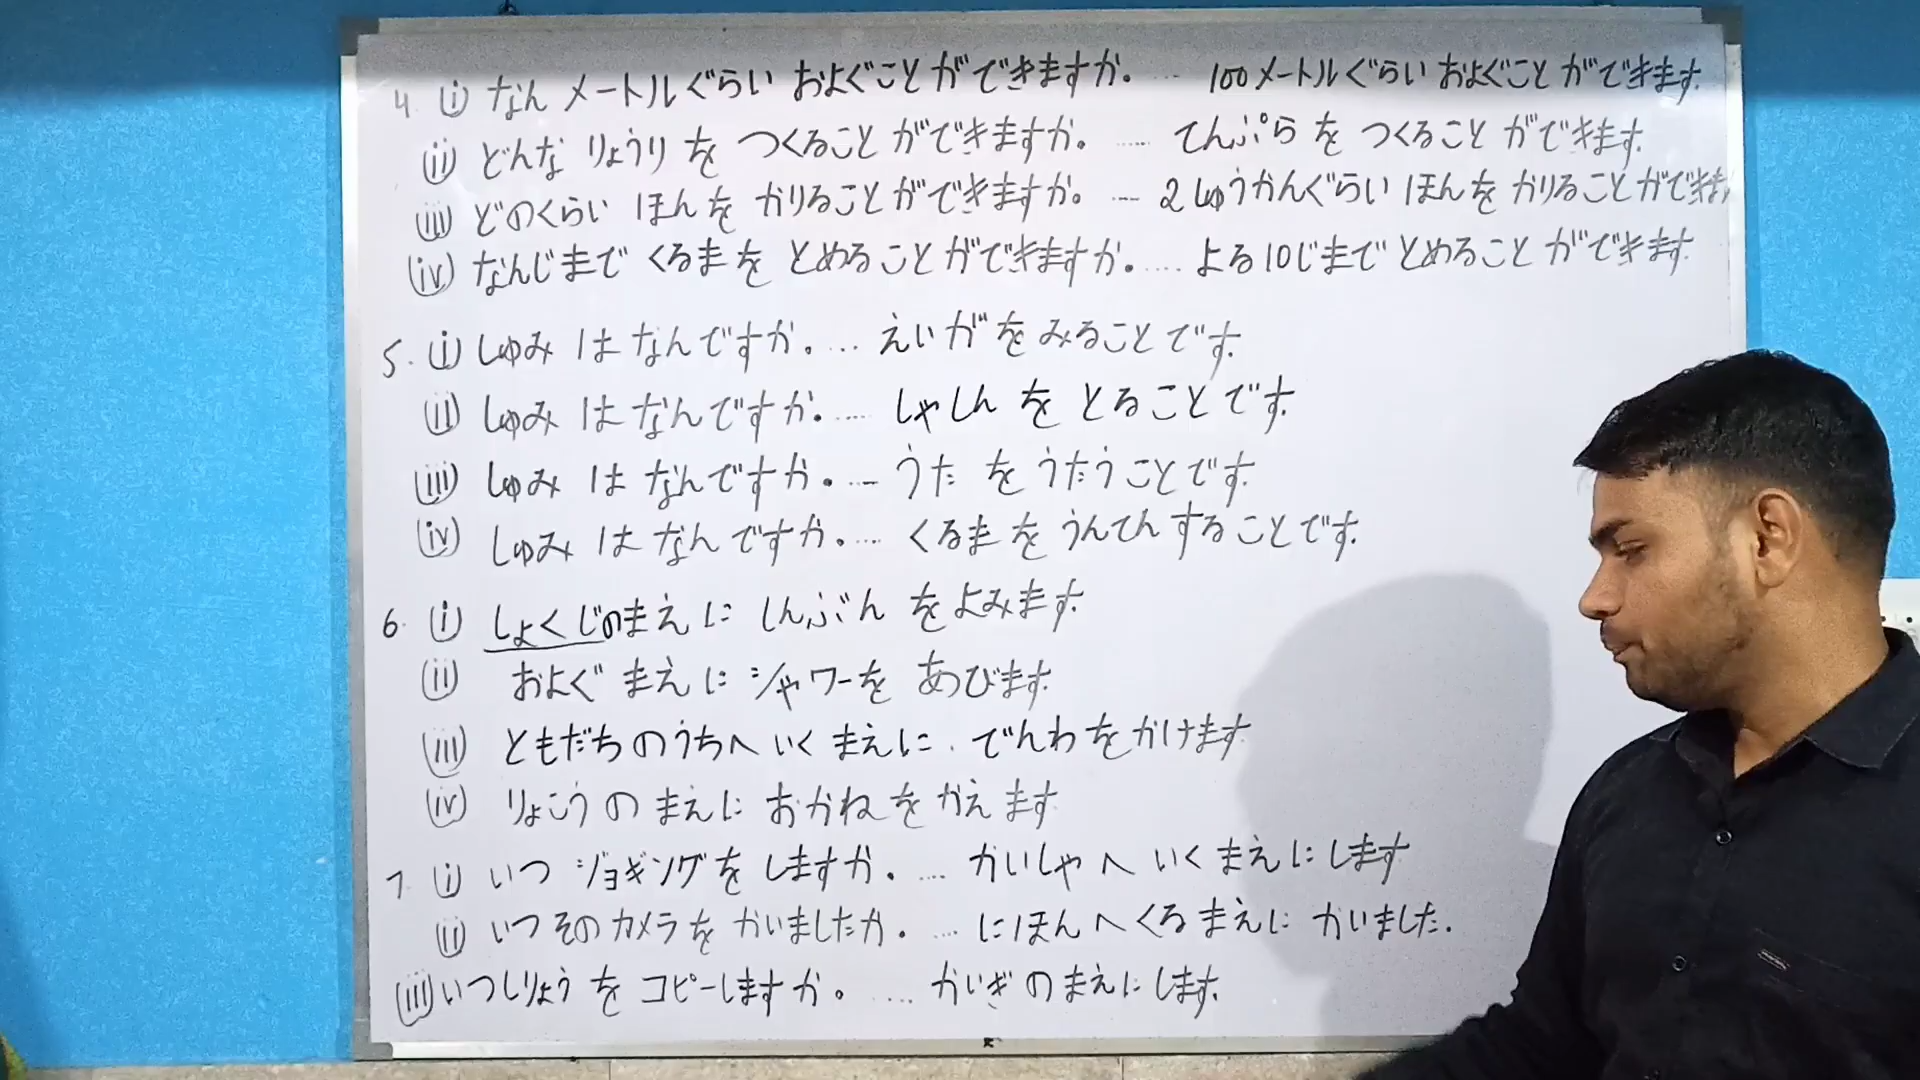 4. (i) なん メートルぐらい およぐことができますか。 ... 100メートルぐらい およぐことができます.
(ii) どんな りょうりを つくることができますか。 ..... てんぷらを つくることができます.
(iii) どのくらい ほんを かりることができますか。 ... 2しゅうかんぐらい ほんを かりることができます
(iv) なんじまで くるまを とめることができますか. .... よる10じまで とめることができます.
5. (i) しゅみ は なんですか. ... えいがを みることです.
(ii) しゅみ は なんですか. ..... しゃしん を とることです.
(iii) しゅみ は なんですか. ... うた を うたうことです.
(iv) しゅみ は なんですか. .... くるまを うんてんすることです.
6. (i) しょくじのまえに しんぶん をよみます.
(ii) およぐ まえに シャワーを あびます.
(iii) ともだちのうちへ いく まえに. でんわをかけます
(iv) りょこうの まえに おかねを かえます
7. (i) いつ ジョギングを しますか. .... かいしゃへ いく まえにします
(ii) いつ そのカメラを かいましたか. ... にほんへ くる まえに かいました.
(iii) いつしりょう を コピーしますか。 .... かいぎのまえにします.